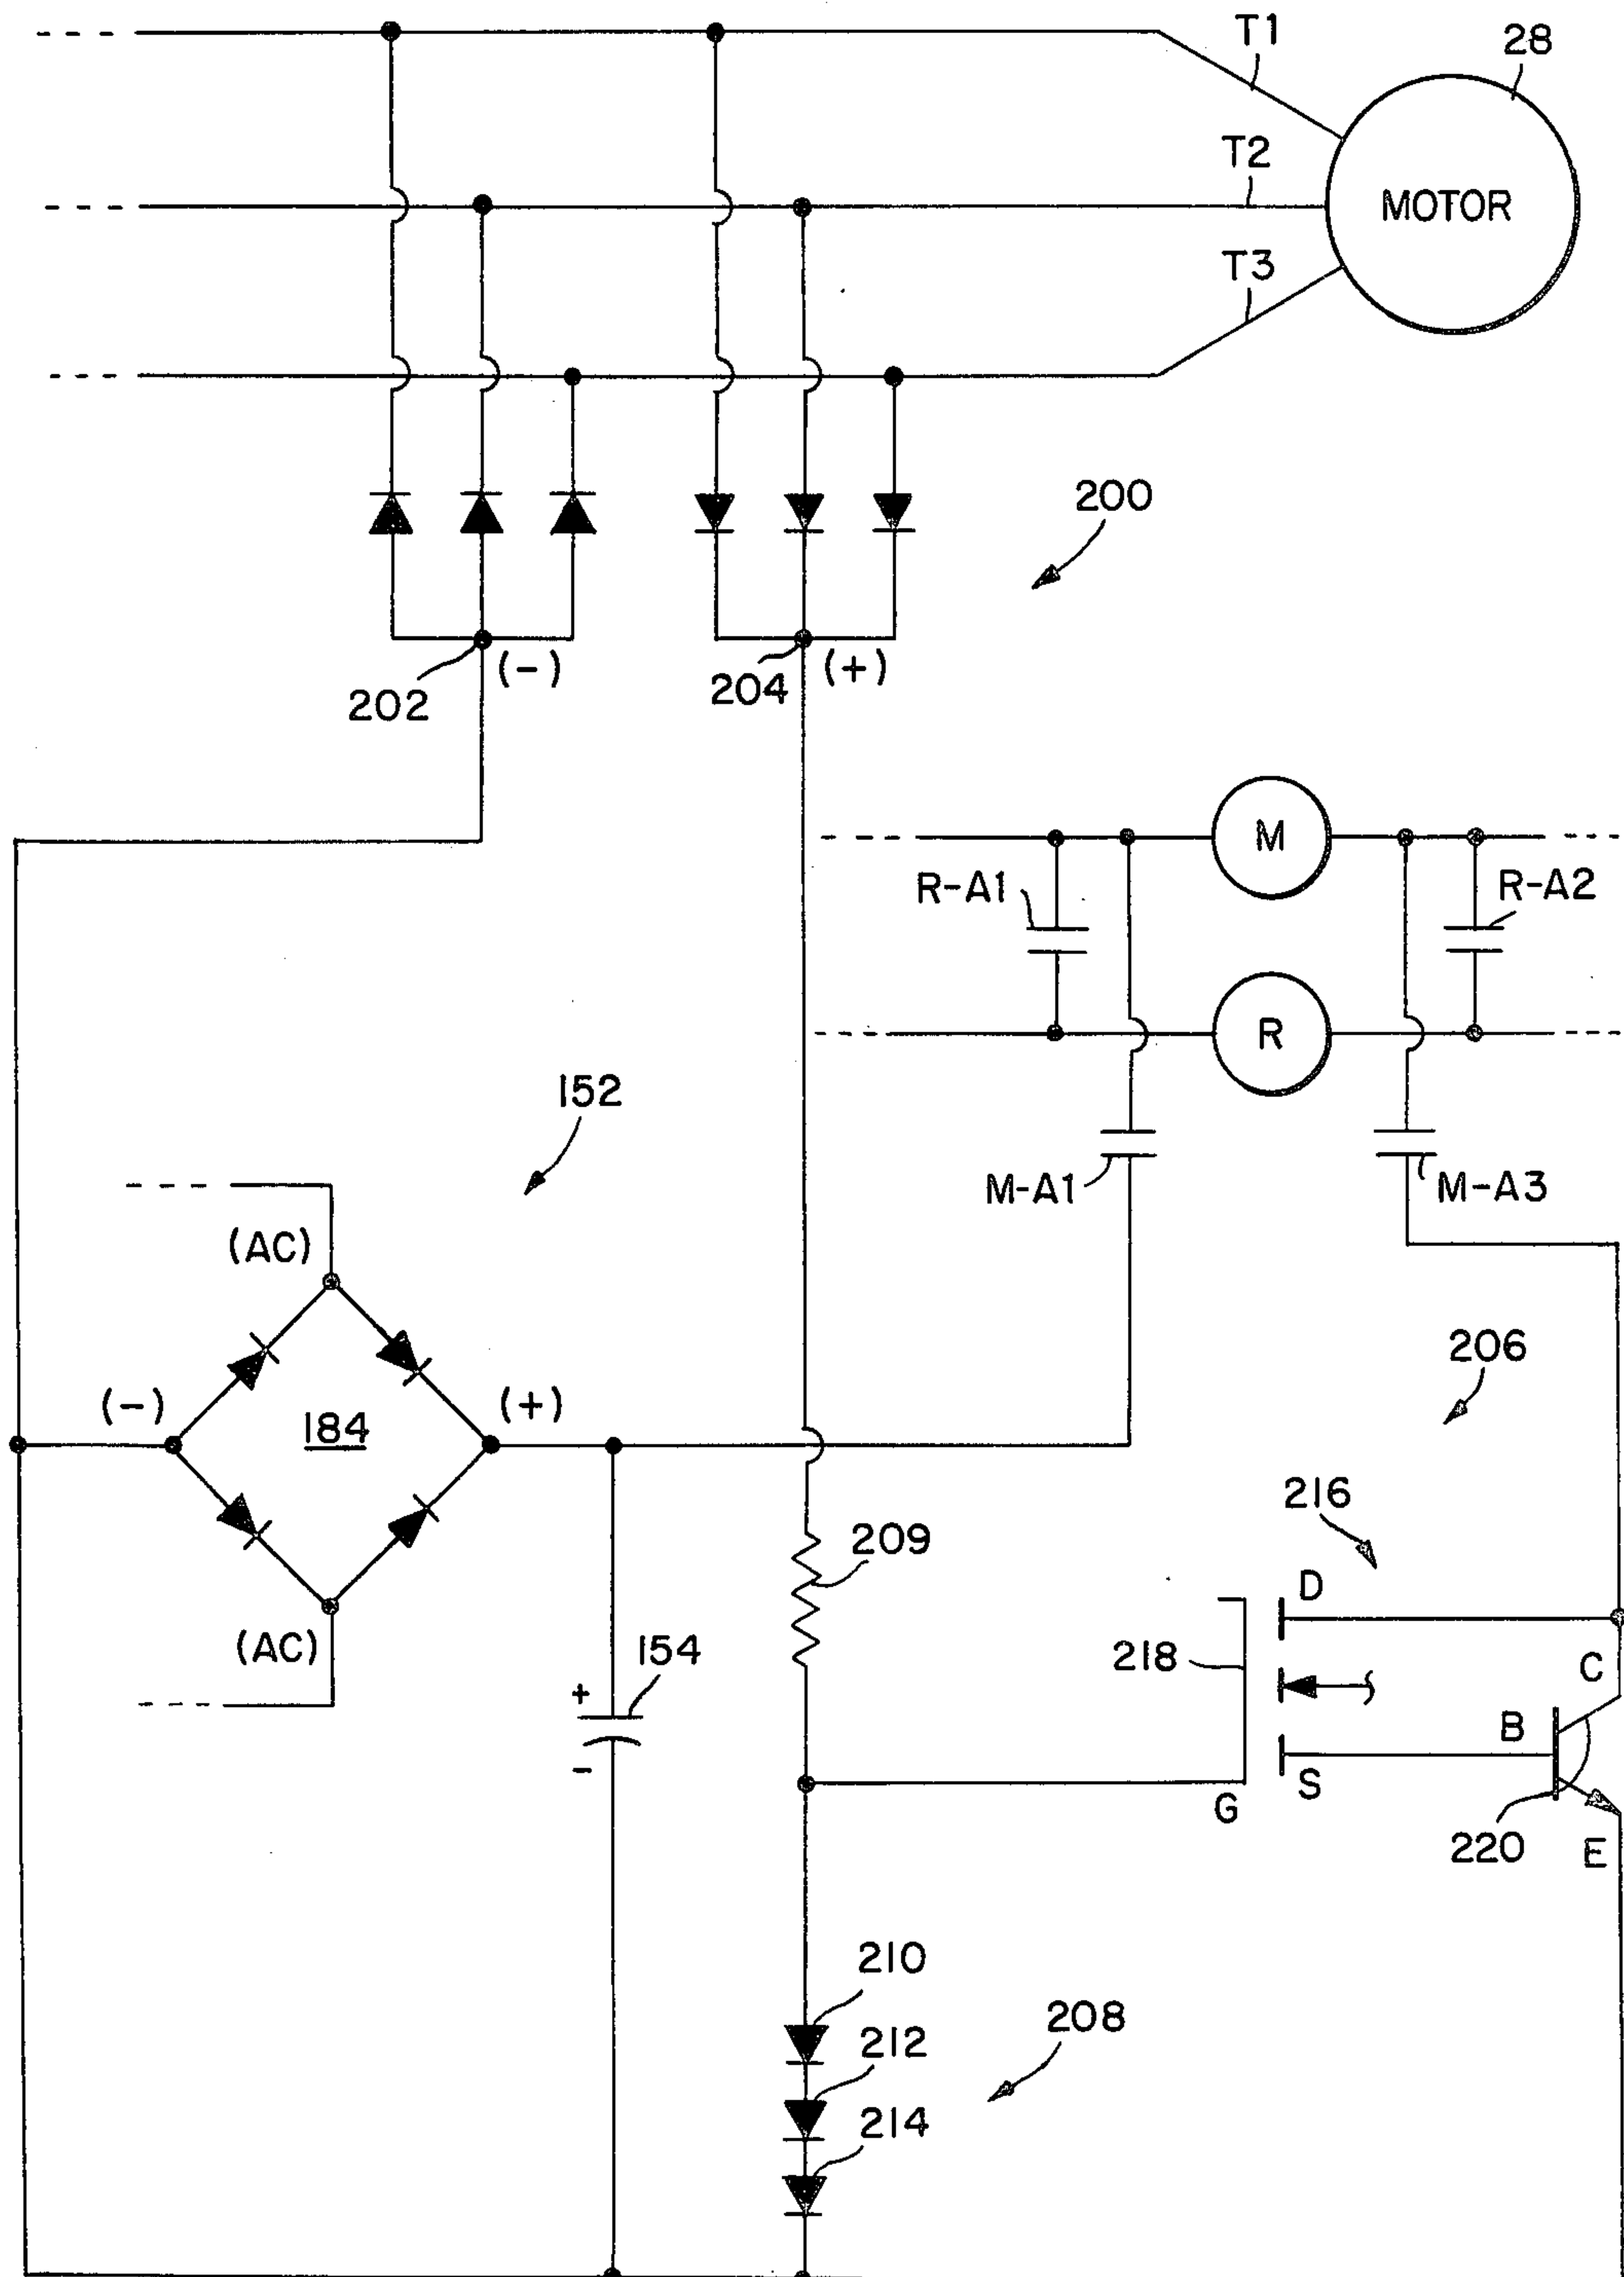 T1
28
T2
MOTOR
T3
200
202
(-)
204
(+)
M
R-A1
R-A2
R
152
M-A1
M-A3
(AC)
206
(-)
184
(+)
216
209
D
218
(AC)
154
C
+
B
-
S
G
220
E
210
208
212
214